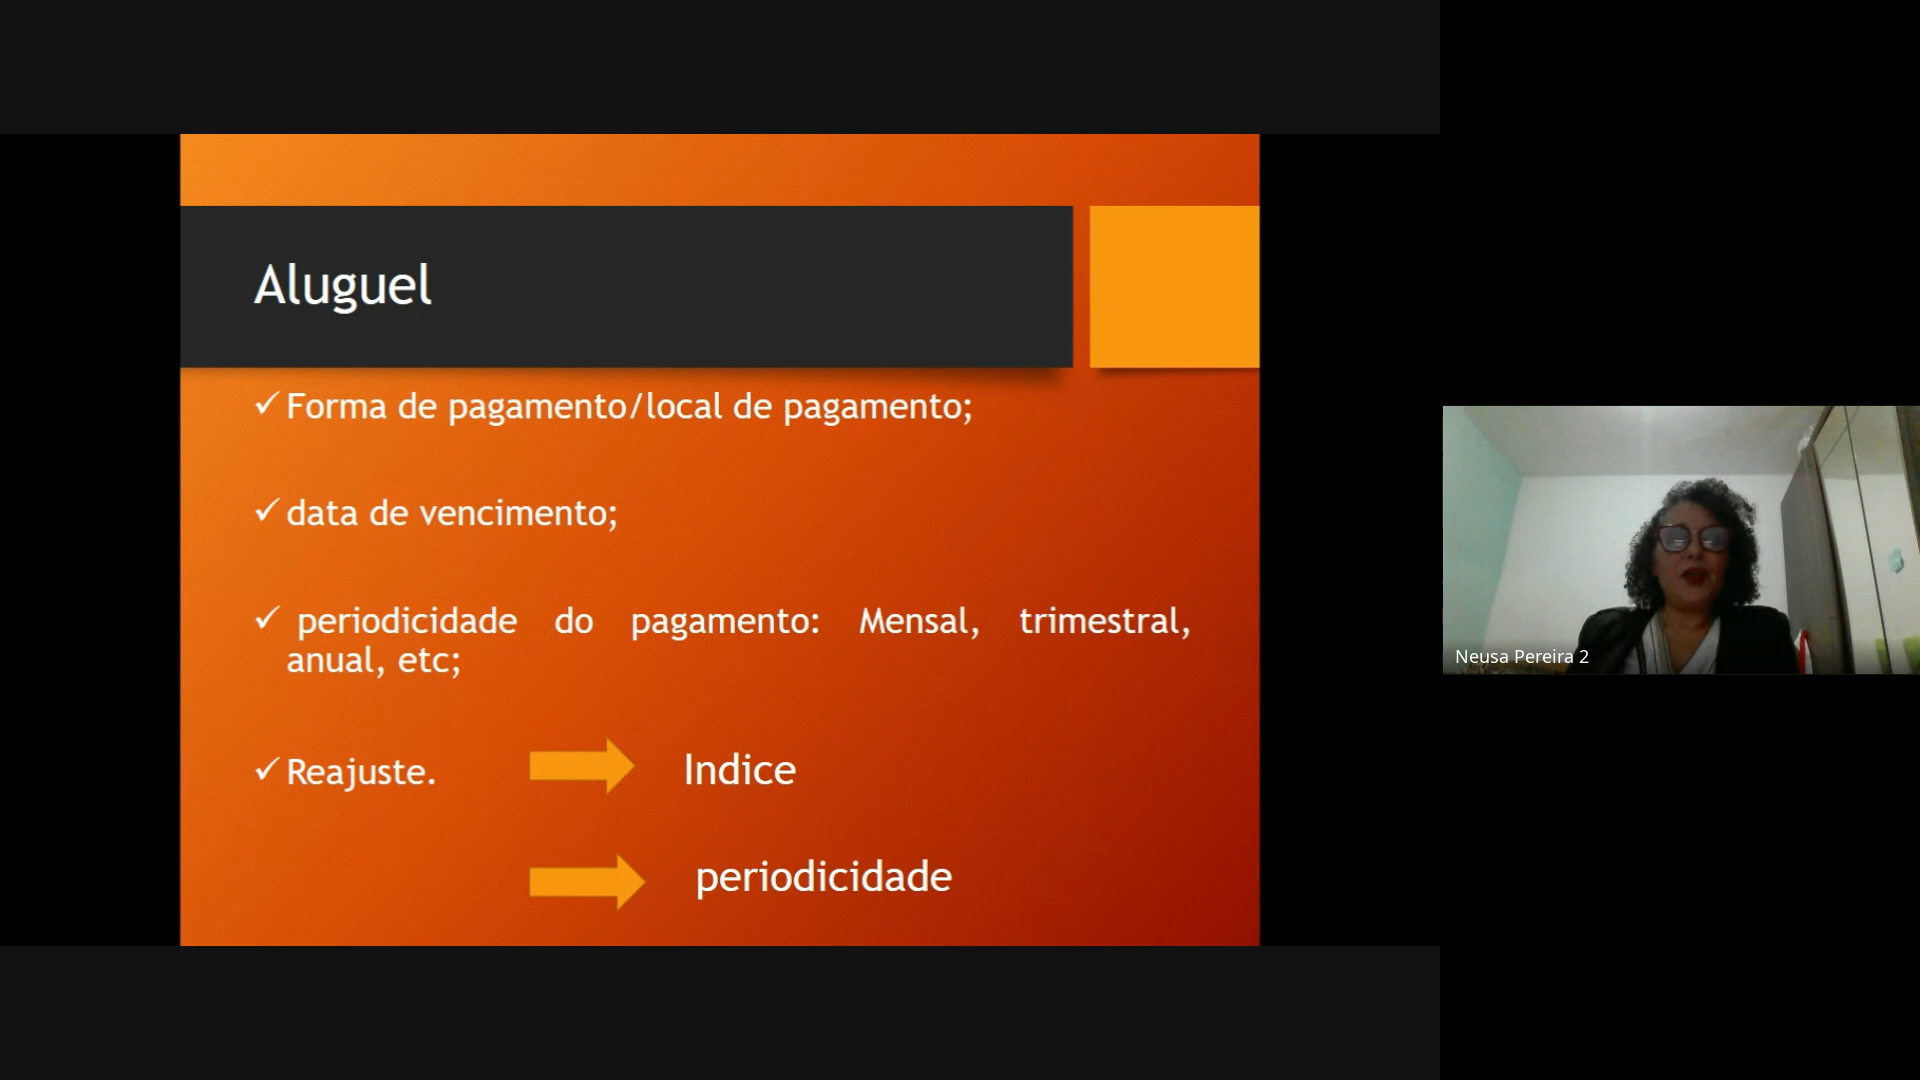 Aluguel
Forma de pagamento/local de pagamento;
data de vencimento;
periodicidade do pagamento: Mensal, trimestral,
anual, etc;
Reajuste.
Indice
periodicidade
Neusa Pereira 2